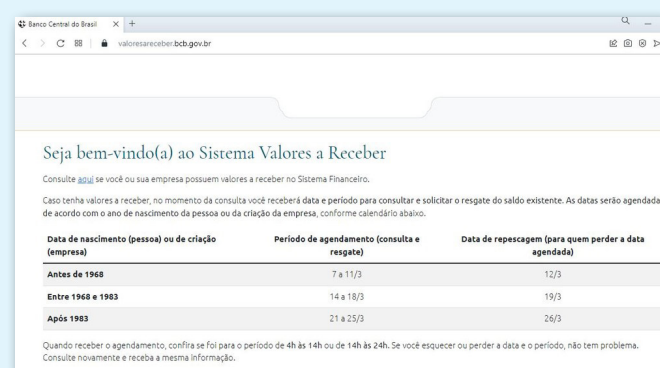 Banco Central do Brasil
valoresareceber.bcb.gov.br
Seja bem-vindo(a) ao Sistema Valores a Receber
Consulte aqui se você ou sua empresa possuem valores a receber no Sistema Financeiro.
Caso tenha valores a receber, no momento da consulta você receberá data e período para consultar e solicitar o resgate do saldo existente. As datas serão agendada
de acordo com o ano de nascimento da pessoa ou da criação da empresa, conforme calendário abaixo.
Data de nascimento (pessoa) ou de criação (empresa)
Período de agendamento (consulta e resgate)
Data de repescagem (para quem perder a data agendada)
Antes de 1968 7 a 11/3 12/3
Entre 1968 e 1983 14 a 18/3 19/3
Após 1983 21 a 25/3 26/3
Quando receber o agendamento, confira se foi para o período de 4h às 14h ou de 14h às 24h. Se você esquecer ou perder a data e o período, não tem problema.
Consulte novamente e receba a mesma informação.